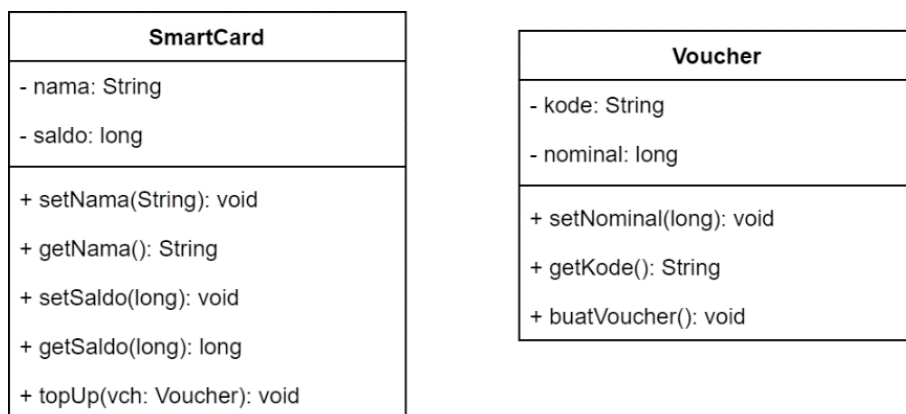 SmartCard
- nama: String
- saldo: long
+ setNama(String): void
+ getNama(): String
+ setSaldo(long): void
+ getSaldo(long): long
+ topUp(vch: Voucher): void
Voucher
- kode: String
- nominal: long
+ setNominal(long): void
+ getKode(): String
+ buatVoucher(): void